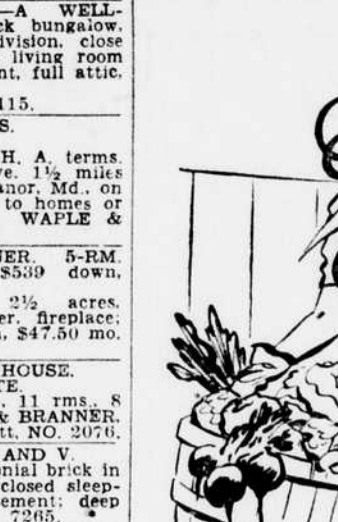 —A WELL-
ck bungalow,
ivision, close
living room
nt, full attic,
115.
S.
H. A. terms.
ve. 1½ miles
anor, Md., on
to homes or
WAPLE &
NER. 5-RM.
$539 down,
2½ acres,
er. fireplace;
, $47.50 mo.
HOUSE.
TE.
, 11 rms., 8
& BRANNER.
tt, NO. 2076.
AND V.
nial brick in
closed sleep-
ement; deep
7265. *